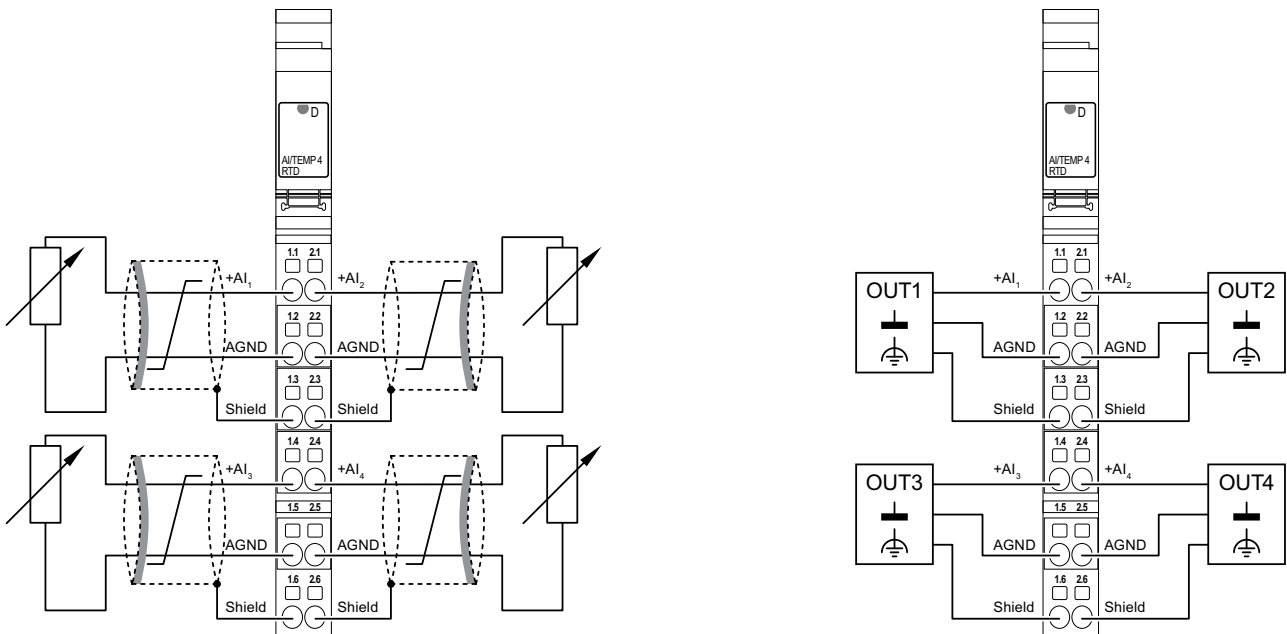 D
AI/TEMP 4
RTD
1.1 2.1
+AI₁ +AI₂
1.2 2.2
AGND AGND
1.3 2.3
Shield Shield
1.4 2.4
+AI₃ +AI₄
1.5 2.5
AGND AGND
1.6 2.6
Shield Shield
D
AI/TEMP 4
RTD
1.1 2.1
+AI₁ +AI₂
OUT1 OUT2
1.2 2.2
AGND AGND
1.3 2.3
Shield Shield
1.4 2.4
+AI₃ +AI₄
OUT3 OUT4
1.5 2.5
AGND AGND
1.6 2.6
Shield Shield